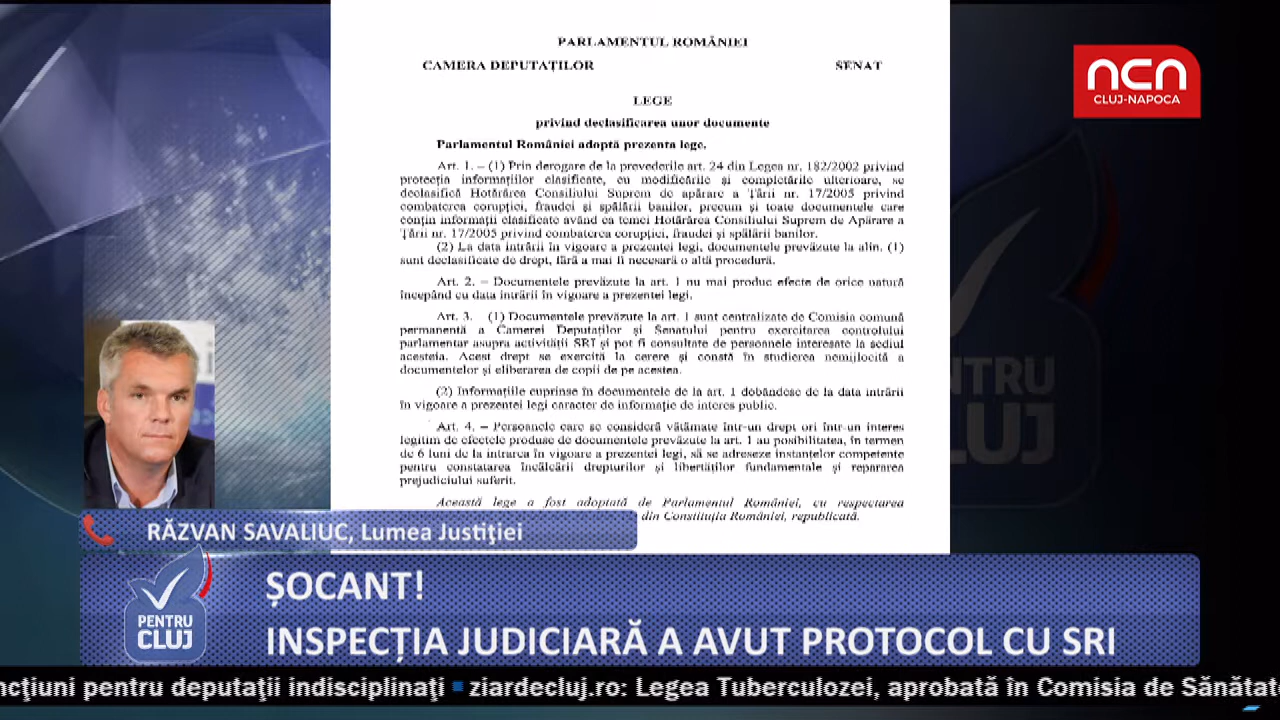 PARLAMENTUL ROMÂNIEI
CAMERA DEPUTAȚILOR SENAT
LEGE
privind declasificarea unor documente
Parlamentul României adoptă prezenta lege.
Art. 1. – (1) Prin derogare de la prevederile art. 24 din Legea nr. 182/2002 privind
protecția informațiilor clasificate, cu modificările și completările ulterioare, se
declasifică Hotărârea Consiliului Suprem de apărare a Țării nr. 17/2005 privind
combaterea corupției, fraudei și spălării banilor, precum și toate documentele care
conțin informații clasificate având ca temei Hotărârea Consiliului Suprem de Apărare a
Țării nr. 17/2005 privind combaterea corupției, fraudei și spălării banilor.
(2) La data intrării în vigoare a prezentei legi, documentele prevăzute la alin. (1)
sunt declasificate de drept, fără a mai fi necesară o altă procedură.
Art. 2. – Documentele prevăzute la art. 1 nu mai produc efecte de orice natură
începând cu data intrării în vigoare a prezentei legi.
Art. 3. (1) Documentele prevăzute la art. 1 sunt centralizate de Comisia comună
permanentă a Camerei Deputaților și Senatului pentru exercitarea controlului
parlamentar asupra activității SRI și pot fi consultate de persoanele interesate la sediul
acesteia. Acest drept se exercită la cerere și constă în studierea nemijlocită a
documentelor și eliberarea de copii de pe acestea.
(2) Informațiile cuprinse în documentele de la art. 1 dobândesc de la data intrării
în vigoare a prezentei legi caracter de informație de interes public.
Art. 4. – Persoanele care se consideră vătămate într-un drept ori într-un interes
legitim de efectele produse de documentele prevăzute la art. 1 au posibilitatea, în termen
de 6 luni de la intrarea în vigoare a prezentei legi, să se adreseze instanțelor competente
pentru constatarea încălcării drepturilor și libertăților fundamentale și repararea
prejudiciului suferit.
Această lege a fost adoptată de Parlamentul României, cu respectarea
din Constituția României, republicată.
ncn
CLUJ-NAPOCA
NTRU
CLUJ
RĂZVAN SAVALIUC, Lumea Justiţiei
PENTRU
CLUJ
ȘOCANT!
INSPECȚIA JUDICIARĂ A AVUT PROTOCOL CU SRI
ncţiuni pentru deputaţii indisciplinaţi ziardecluj.ro: Legea Tuberculozei, aprobată în Comisia de Sănătat